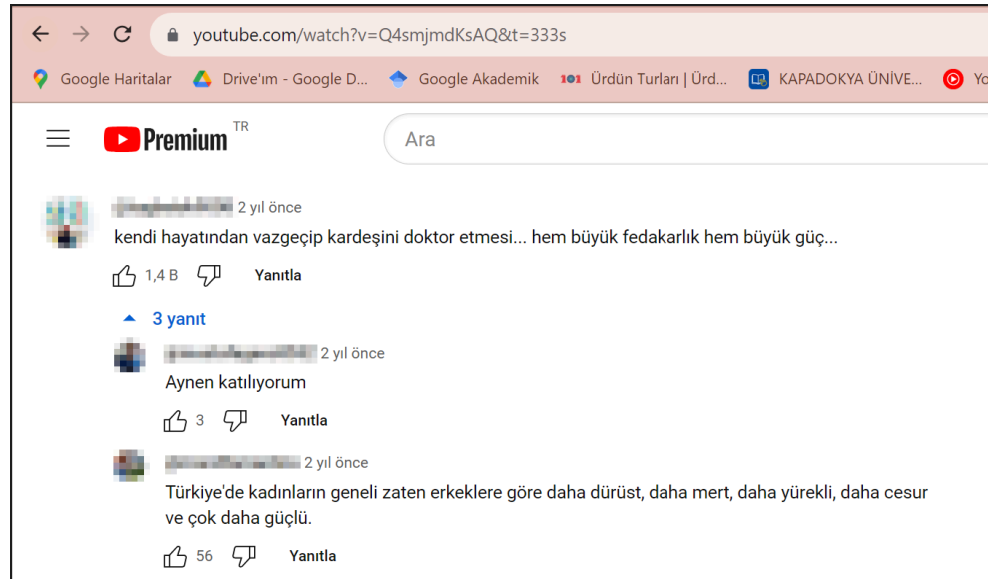 youtube.com/watch?v=Q4smjmdKsAQ&t=333s
Google Haritalar Drive'ım - Google D... Google Akademik 101 Ürdün Turları | Ürd... KAPADOKYA ÜNİVE... Yo
Premium TR Ara
2 yıl önce
kendi hayatından vazgeçip kardeşini doktor etmesi... hem büyük fedakarlık hem büyük güç...
1,4 B Yanıtla
3 yanıt
2 yıl önce
Aynen katılıyorum
3 Yanıtla
2 yıl önce
Türkiye'de kadınların geneli zaten erkeklere göre daha dürüst, daha mert, daha yürekli, daha cesur
ve çok daha güçlü.
56 Yanıtla